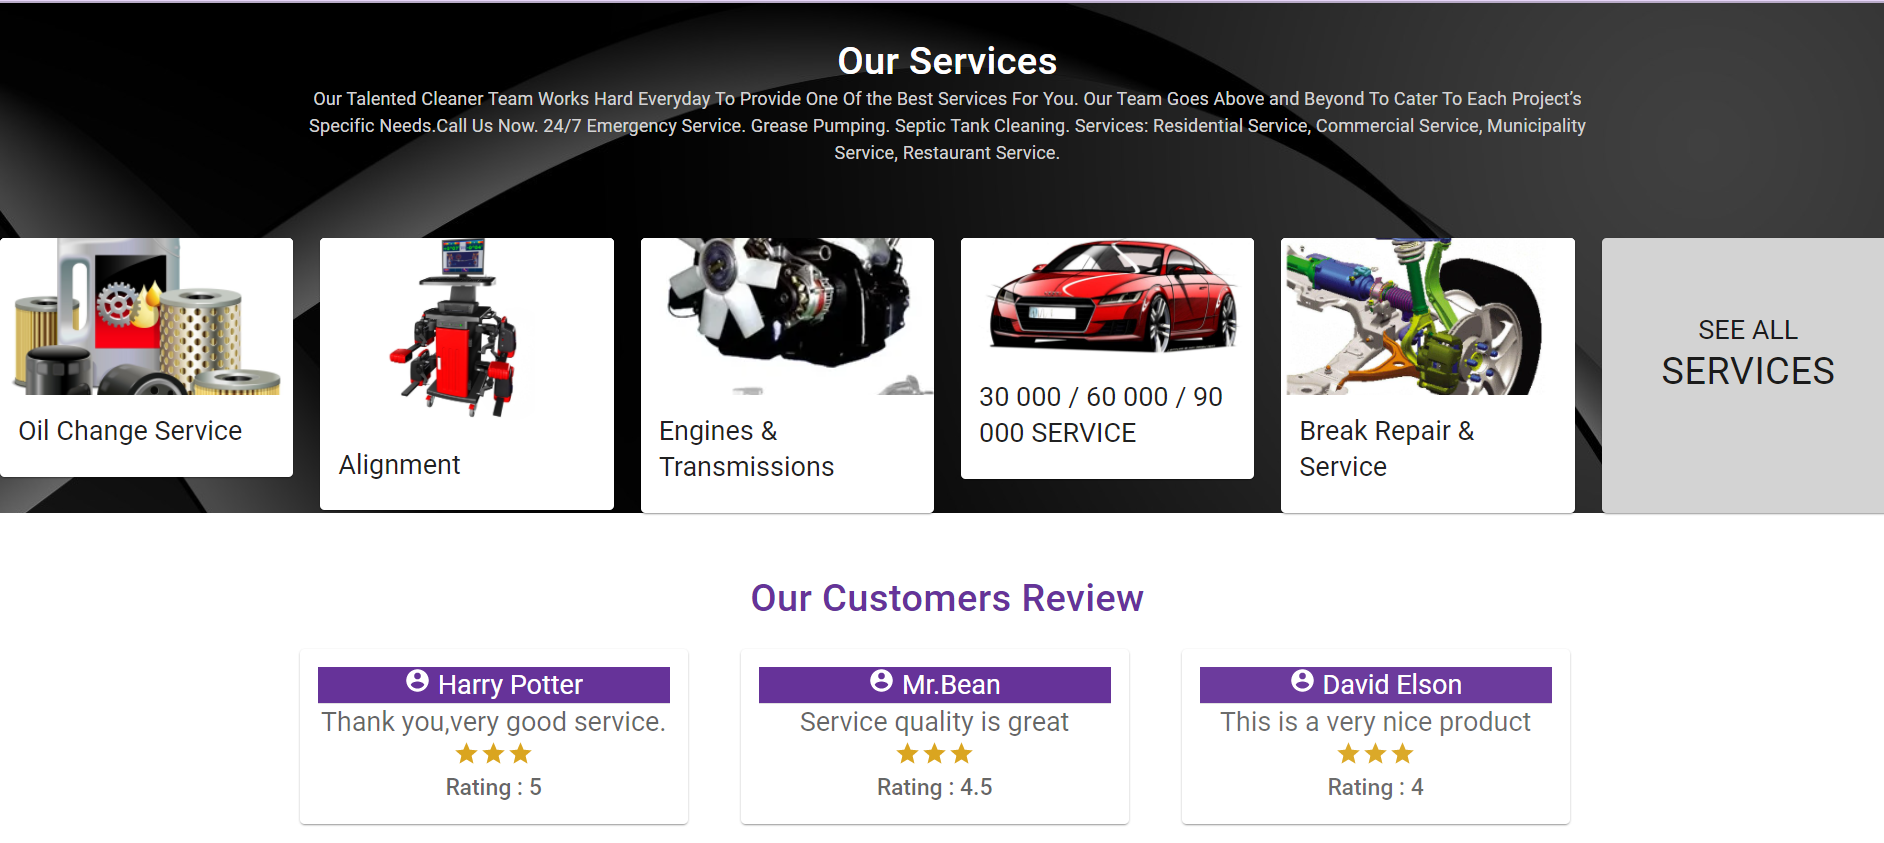 Our Services
Our Talented Cleaner Team Works Hard Everyday To Provide One Of the Best Services For You. Our Team Goes Above and Beyond To Cater To Each Project’s
Specific Needs.Call Us Now. 24/7 Emergency Service. Grease Pumping. Septic Tank Cleaning. Services: Residential Service, Commercial Service, Municipality
Service, Restaurant Service.
Oil Change Service
Alignment
Engines &
Transmissions
30 000 / 60 000 / 90
000 SERVICE
Break Repair &
Service
SEE ALL
SERVICES
Our Customers Review
Harry Potter
Thank you,very good service.
Rating : 5
Mr.Bean
Service quality is great
Rating : 4.5
David Elson
This is a very nice product
Rating : 4